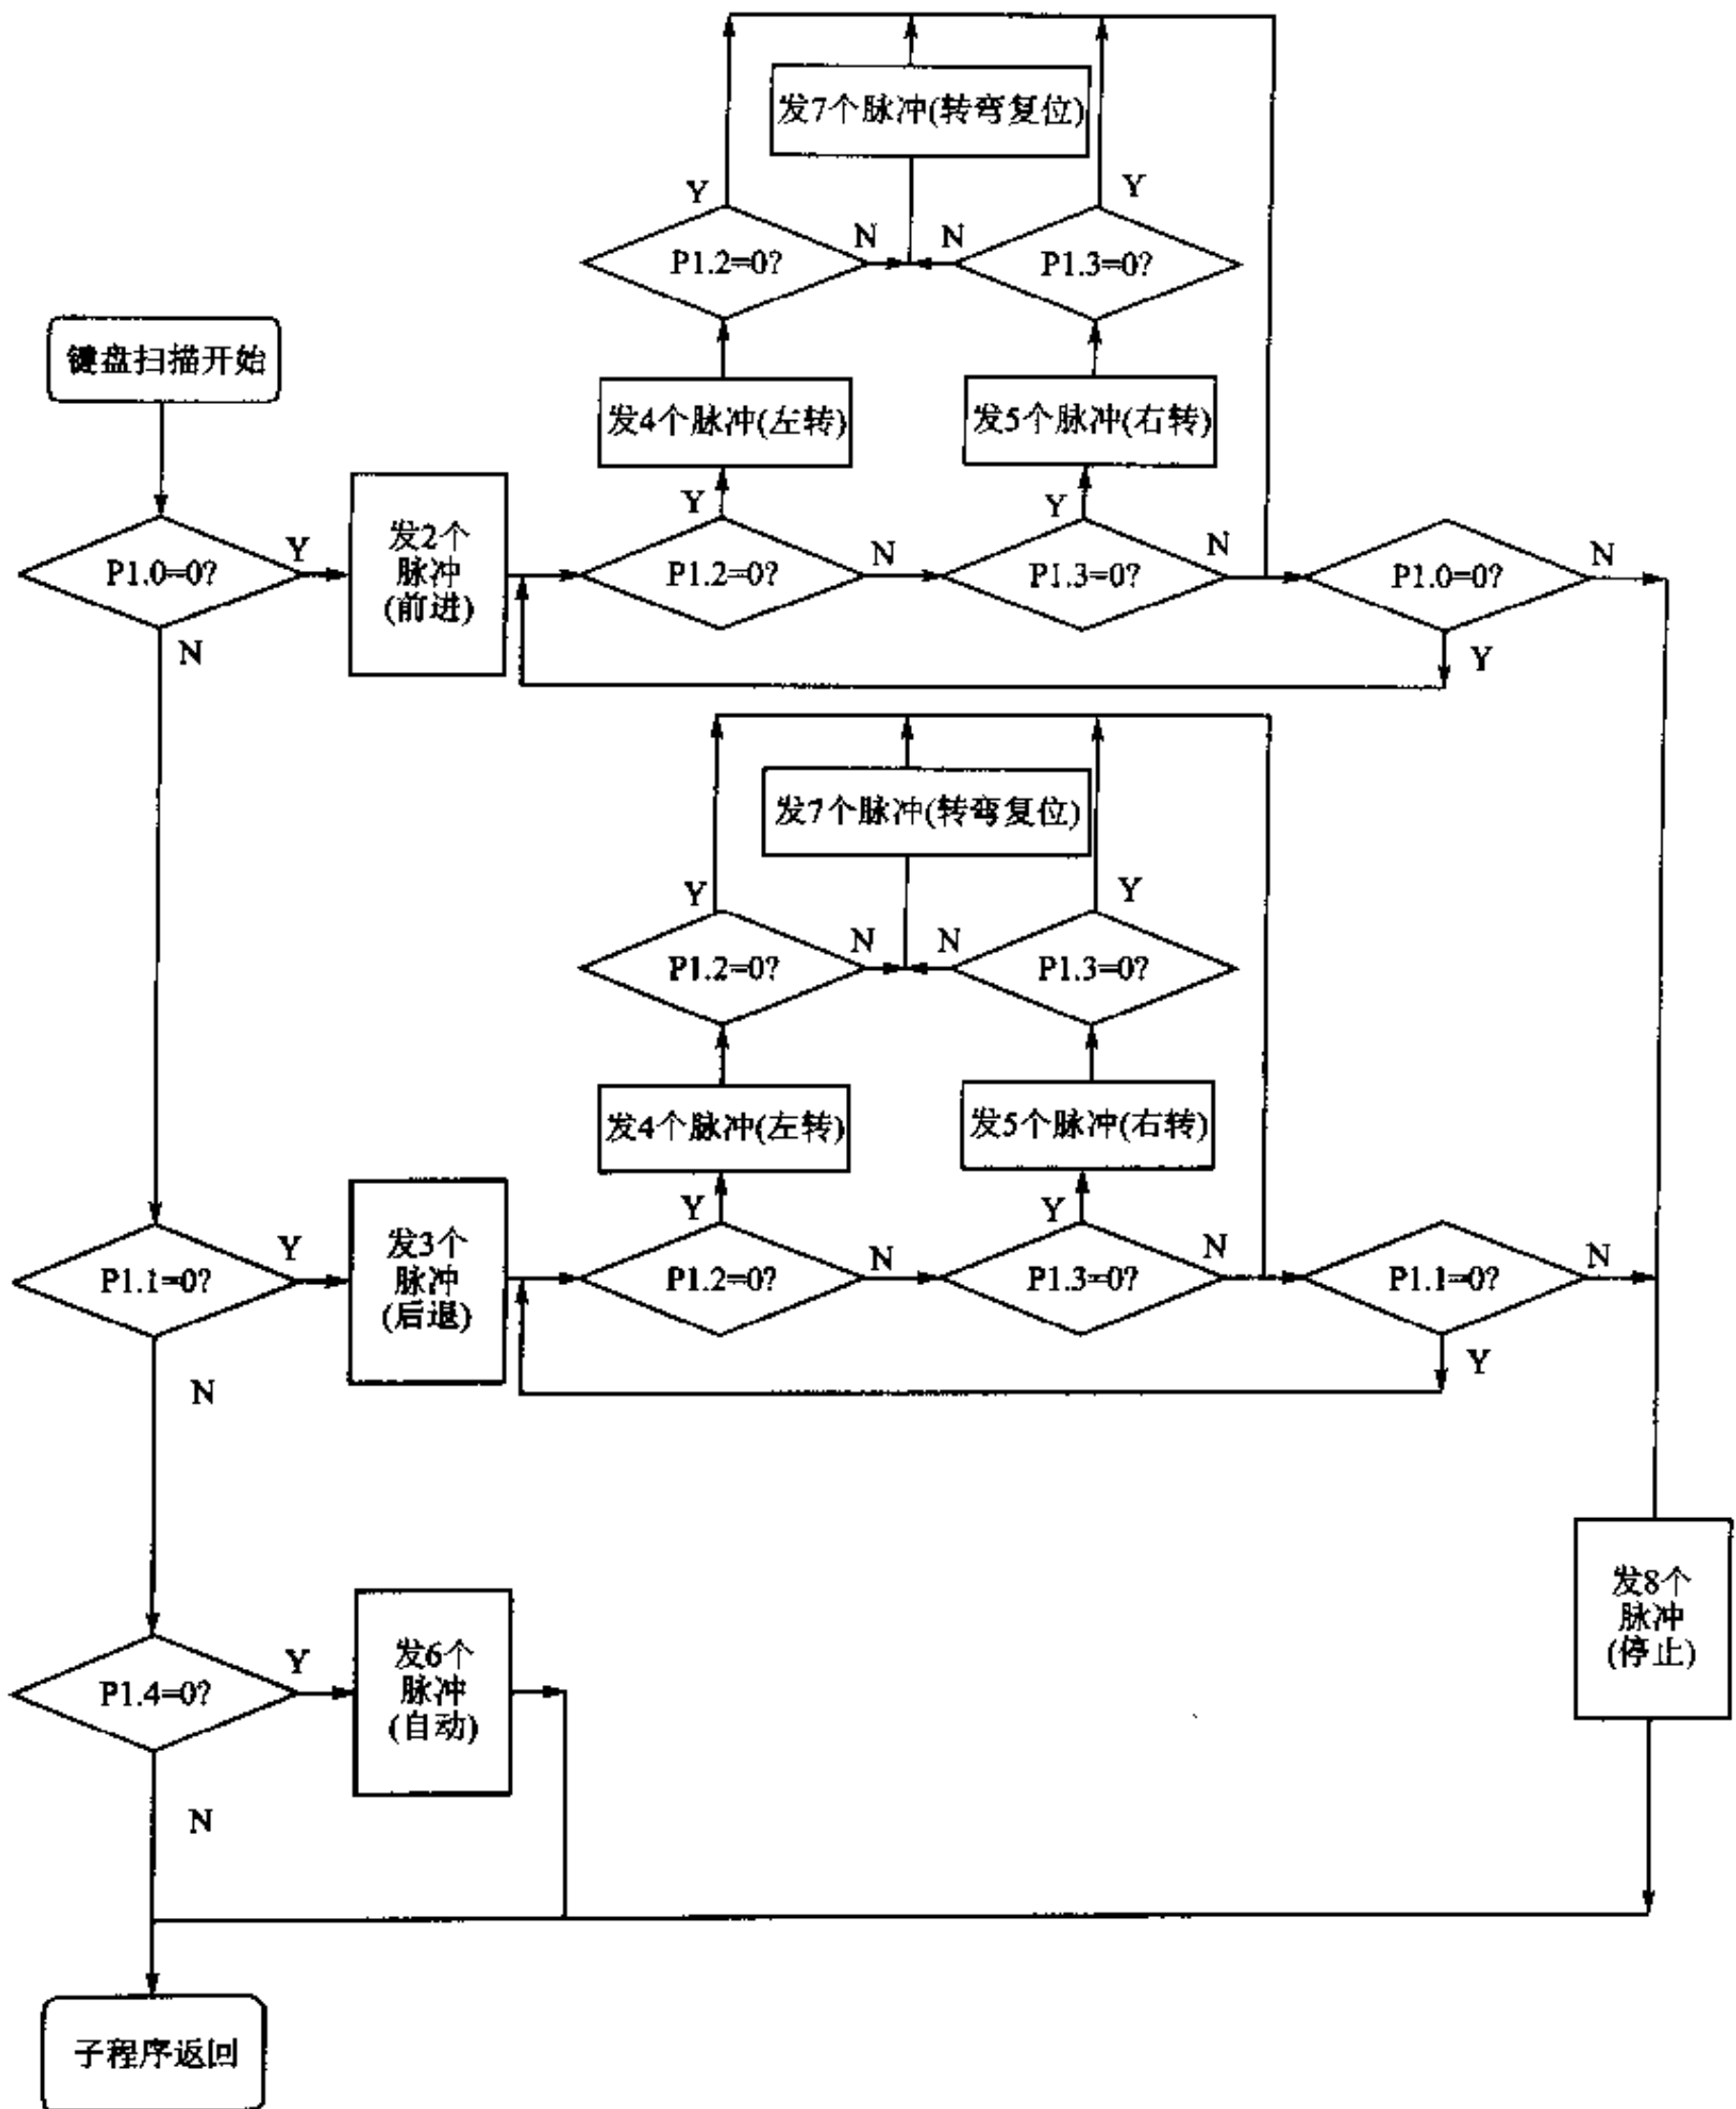 发7个脉冲(转弯复位)
Y
Y
P1.2=0?
N
N
P1.3=0?
键盘扫描开始
发4个脉冲(左转)
发5个脉冲(右转)
Y
Y
P1.0=0?
Y
发2个
脉冲
(前进)
P1.2=0?
N
P1.3=0?
N
P1.0=0?
N
N
Y
发7个脉冲(转弯复位)
Y
Y
P1.2=0?
N
N
P1.3=0?
发4个脉冲(左转)
发5个脉冲(右转)
Y
Y
P1.1=0?
Y
发3个
脉冲
(后退)
P1.2=0?
N
P1.3=0?
N
P1.1=0?
N
N
Y
P1.4=0?
Y
发6个
脉冲
(自动)
发8个
脉冲
(停止)
N
子程序返回